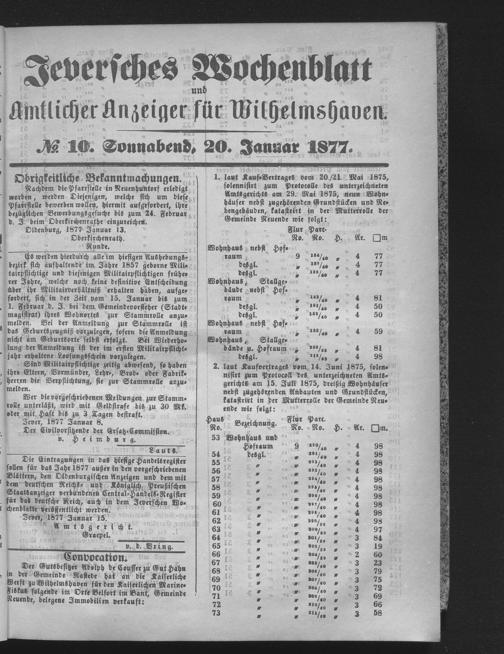 Jeversches Wochenblatt
und
Amtlicher Anzeiger für Wilhelmshaven.
№ 10. Sonnabend, 20. Januar 1877.
Obrigkeitliche Bekanntmachungen.
Nachdem die Pfarrstelle in Neuenhuntorf erledigt
worden, werden Diejenigen, welche sich um diese
Pfarrstelle bewerben wollen, hiermit aufgefordert, ihre
bezüglichen Bewerbungsgesuche bis zum 24. Februar
d. J. beim Oberkirchenrathe einzureichen.
Oldenburg, 1877 Januar 13.
Oberkirchenrath.
Runde.
Es werden hierdurch alle im hiesigen Aushebungs-
bezirk sich aufhaltende im Jahre 1857 geborne Mili-
tairpflichtige und diejenigen Militairpflichtigen früher
er Jahre, welche noch keine definitive Entscheidung
über ihr Militairverhältniß erhalten haben, aufge-
fordert, sich in der Zeit vom 15. Januar bis zum
1. Februar d. J. bei dem Gemeindevorsteher (Stadt-
magistrat) ihres Wohnortes zur Stammrolle anzu-
melden. Bei der Anmeldung zur Stammrolle ist
das Geburtszeugniß vorzulegen, sofern die Anmeldung
nicht am Geburtsorte selbst erfolgt. Bei Wiederho-
lung der Anmeldung ist der im ersten Militairpflicht-
jahr erhaltene Loosungsschein vorzulegen.
Sind Militairpflichtige zeitig abwesend, so haben
ihre Eltern, Vormünder, Lehr-, Brod- oder Fabrik-
herren die Verpflichtung, sie zur Stammrolle anzu-
melden.
Wer die vorgeschriebenen Meldungen zur Stamm-
rolle unterläßt, wird mit Geldstrafe bis zu 30 Mk.
oder mit Haft bis zu 3 Tagen bestraft.
Jever, 1877 Januar 8.
Der Civilvorsitzende der Ersatz-Commission.
v. Heimburg.
Lauts.
Die Eintragungen in das hiesige Handelsregister
sollen für das Jahr 1877 außer in den vorgeschriebenen
Blättern, den Oldenburgischen Anzeigen und dem mit
dem deutschen Reichs- und Königlich Preußischen
Staatsanzeiger verbundenen Central-Handels-Register
für das deutsche Reich, auch in dem Jeverschen Wo-
chenblatte veröffentlicht werden.
Jever, 1877 Januar 15.
Amtsgericht.
Graepel.
v. d. Vring.
Convocation.
Der Gutsbesitzer Adolph de Cousser zu Gut Hahn
in der Gemeinde Rastede hat an die Kaiserliche
Werft zu Wilhelmshaven für den Kaiserlichen Marine-
Fiskus folgende im Orte Belfort im Bant, Gemeinde
Neuende, belegene Immobilien verkauft:
1. laut Kaufvertrages vom 20/21. Mai 1875,
solennisirt zum Protocolle des unterzeichneten
Amtsgerichts am 29. Mai 1875, neun Wohn-
häuser nebst zugehörenden Grundstücken und Ne-
bengebäuden, katastrirt in der Mutterrolle der
Gemeinde Neuende wie folgt:
Flur Parc.
No. No. H. Ar. □m
Wohnhaus nebst Hof-
raum 9 „ 4 77
desgl. „ „ 4 77
desgl. „ „ 4 77
Wohnhaus, Stallge-
bäude nebst Hof-
raum „ „ 4 81
desgl. „ „ 4 50
desgl. „ „ 4 50
Wohnhaus nebst Hof-
raum „ „ 4 59
Wohnhaus, Stallge-
bäude u. Hofraum „ „ 4 81
desgl. „ „ 4 98
2. laut Kaufvertrages vom 14. Juni 1875, solen-
nisirt zum Protocoll des unterzeichneten Amts-
gerichts am 15. Juli 1875, dreißig Wohnhäuser
nebst zugehörenden Anbauten und Grundstücken,
katastrirt in der Mutterrolle der Gemeinde Neu-
ende wie folgt:
Haus Flur Parc.
No. Bezeichnung. No. No. H. Ar. □m
53 Wohnhaus und
Hofraum 9 „ 4 98
54 desgl. „ „ 4 98
55 „ „ „ 4 98
56 „ „ „ 4 98
57 „ „ „ 4 98
58 „ „ „ 4 98
59 „ „ „ 4 98
60 „ „ „ 4 98
61 „ „ „ 4 98
62 „ „ „ 4 98
63 „ „ „ 4 97
64 „ „ „ 3 84
65 „ „ „ 3 19
66 „ „ „ 2 60
67 „ „ „ 3 23
68 „ „ „ 3 79
69 „ „ „ 3 75
70 „ „ „ 3 72
71 „ „ „ 3 69
72 „ „ „ 3 66
73 „ „ „ 3 58